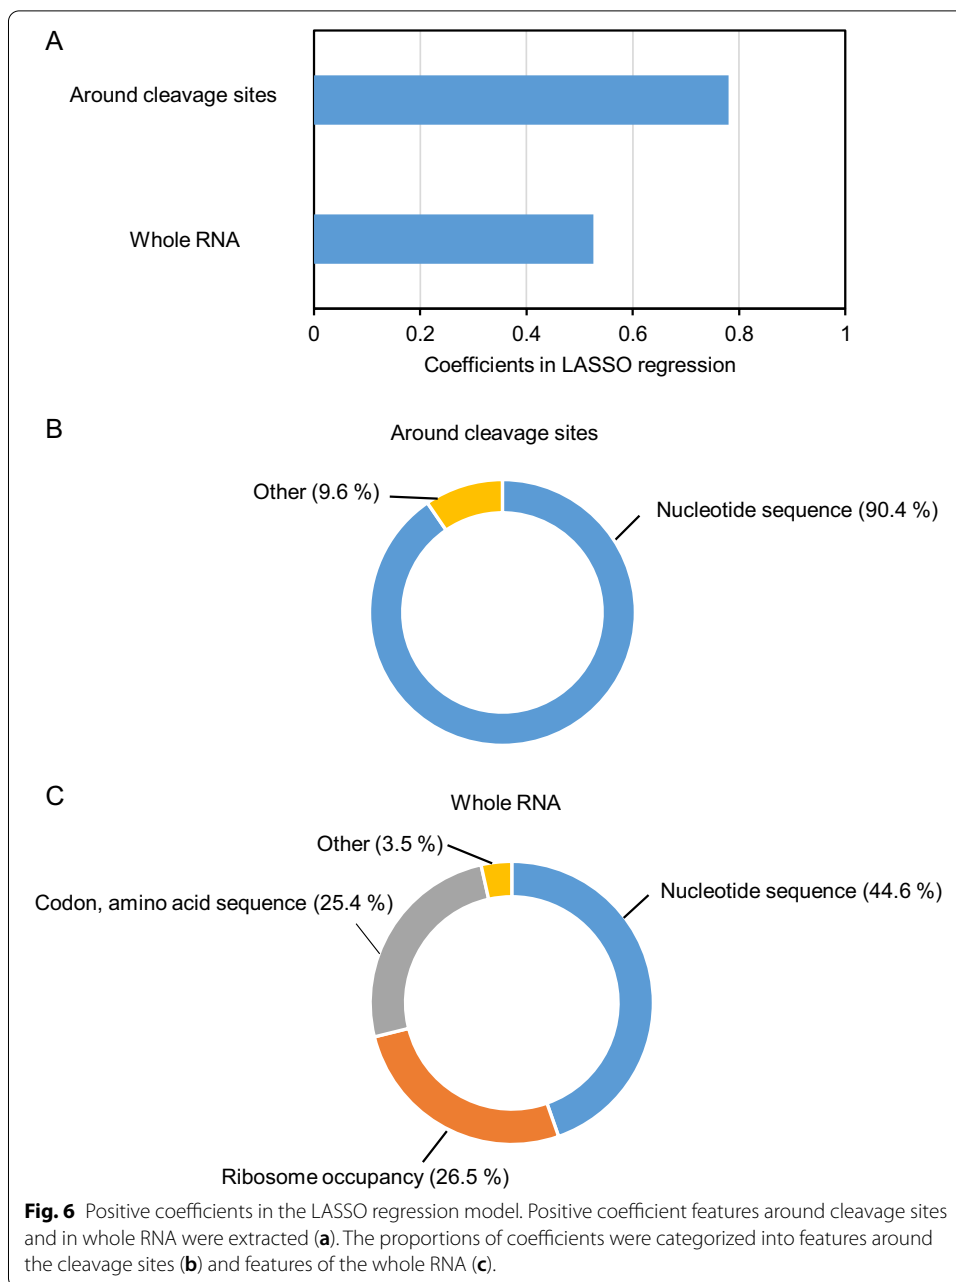 A
Around cleavage sites
Whole RNA
0 0.2 0.4 0.6 0.8 1
Coefficients in LASSO regression
B
Around cleavage sites
Other (9.6 %)
Nucleotide sequence (90.4 %)
C
Whole RNA
Other (3.5 %)
Nucleotide sequence (44.6 %)
Codon, amino acid sequence (25.4 %)
Ribosome occupancy (26.5 %)
Fig. 6 Positive coefficients in the LASSO regression model. Positive coefficient features around cleavage sites
and in whole RNA were extracted (a). The proportions of coefficients were categorized into features around
the cleavage sites (b) and features of the whole RNA (c).